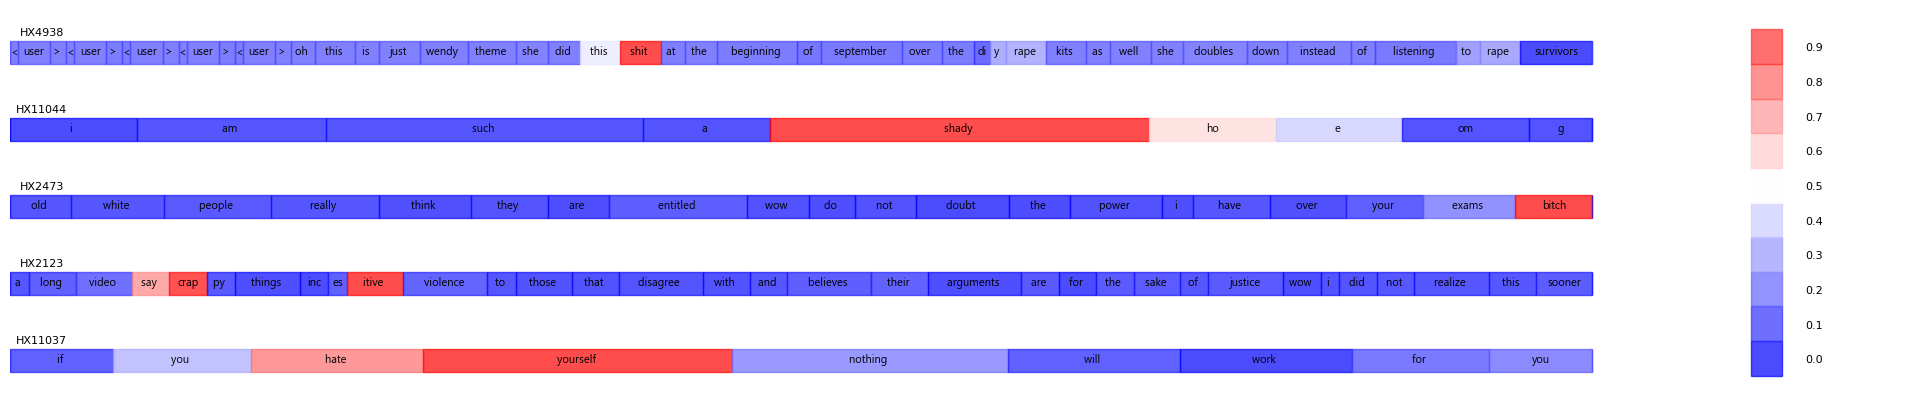 HX4938
< user > < user > < user > < user > < user > oh this is just wendy theme she did this shit at the beginning of september over the di y rape kits as well she doubles down instead of listening to rape survivors
HX11044
i am such a shady ho e om g
HX2473
old white people really think they are entitled wow do not doubt the power i have over your exams bitch
HX2123
a long video say crap py things inc es itive violence to those that disagree with and believes their arguments are for the sake of justice wow i did not realize this sooner
HX11037
if you hate yourself nothing will work for you
0.9
0.8
0.7
0.6
0.5
0.4
0.3
0.2
0.1
0.0